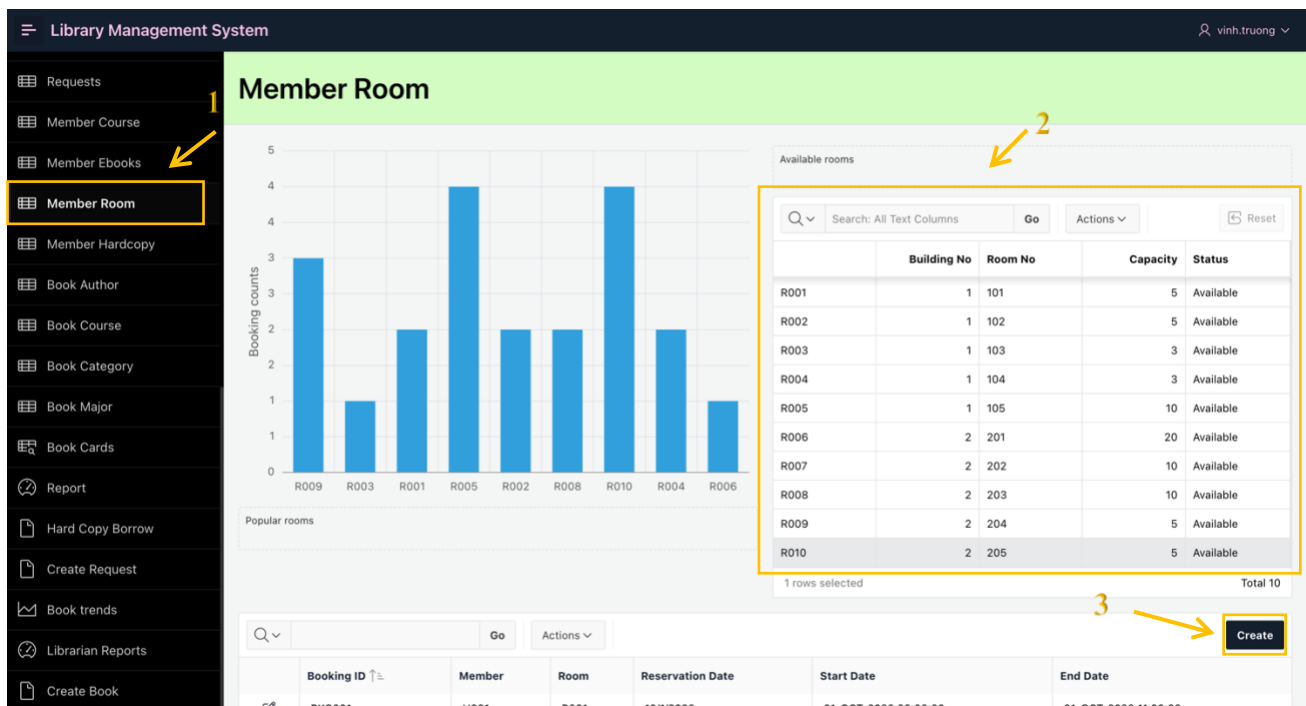 Library Management System
vinh.truong
Requests
Member Course
Member Ebooks
Member Room
Member Hardcopy
Book Author
Book Course
Book Category
Book Major
Book Cards
Report
Hard Copy Borrow
Create Request
Book trends
Librarian Reports
Create Book
1
Member Room
2
5
4
4
3
3
2
2
1
1
0
Booking counts
R009 R003 R001 R005 R002 R008 R010 R004 R006
Popular rooms
Available rooms
Search: All Text Columns Go Actions Reset
Building No Room No Capacity Status
R001 1 101 5 Available
R002 1 102 5 Available
R003 1 103 3 Available
R004 1 104 3 Available
R005 1 105 10 Available
R006 2 201 20 Available
R007 2 202 10 Available
R008 2 203 10 Available
R009 2 204 5 Available
R010 2 205 5 Available
1 rows selected Total 10
3
Go Actions Create
Booking ID Member Room Reservation Date Start Date End Date